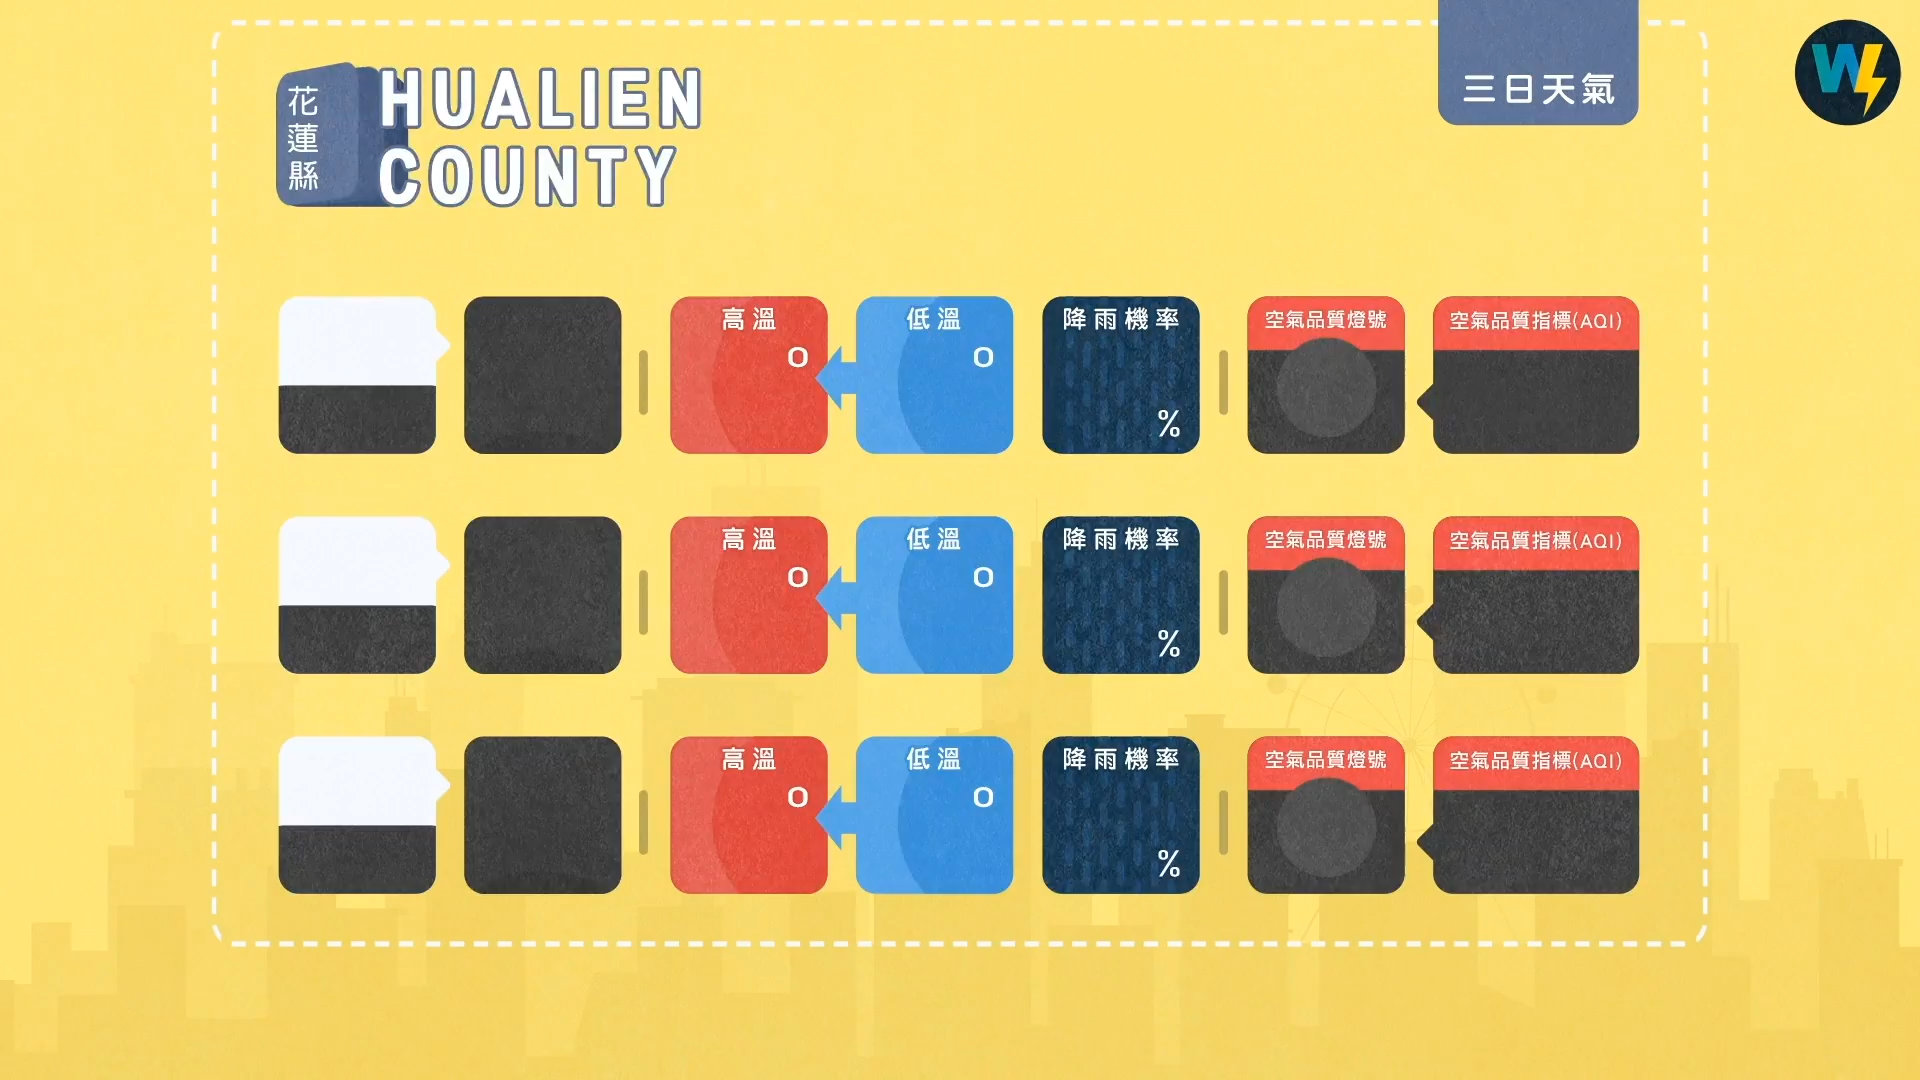 花蓮縣
HUALIEN
COUNTY
三日天氣
W
高溫
O
低溫
O
降雨機率
%
空氣品質燈號
空氣品質指標(AQI)
高溫
O
低溫
O
降雨機率
%
空氣品質燈號
空氣品質指標(AQI)
高溫
O
低溫
O
降雨機率
%
空氣品質燈號
空氣品質指標(AQI)